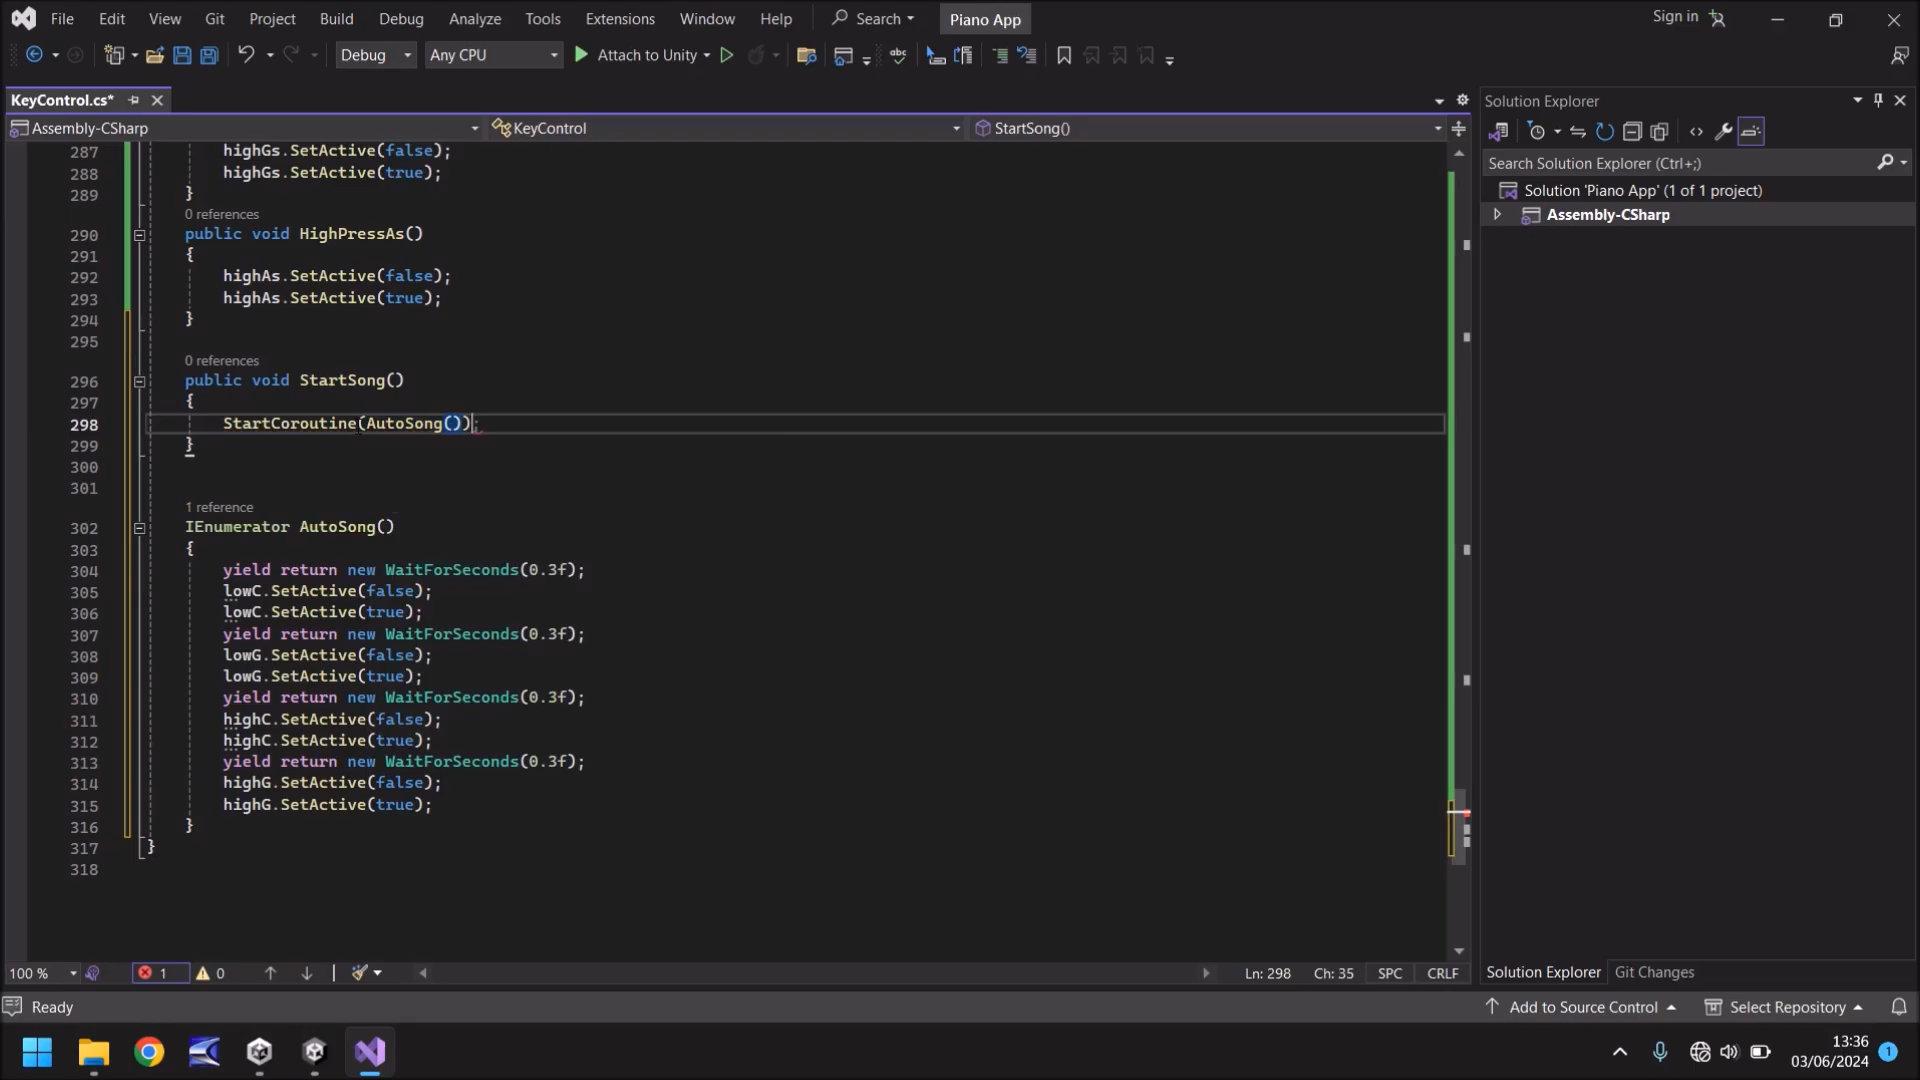 File Edit View Git Project Build Debug Analyze Tools Extensions Window Help Search Piano App Sign in
Debug Any CPU Attach to Unity
KeyControl.cs*
Assembly-CSharp KeyControl StartSong()
287 highGs.SetActive(false);
288 highGs.SetActive(true);
289 }
0 references
290 public void HighPressAs()
291 {
292 highAs.SetActive(false);
293 highAs.SetActive(true);
294 }
295
0 references
296 public void StartSong()
297 {
298 StartCoroutine(AutoSong());
299 }
300
301
1 reference
302 IEnumerator AutoSong()
303 {
304 yield return new WaitForSeconds(0.3f);
305 lowC.SetActive(false);
306 lowC.SetActive(true);
307 yield return new WaitForSeconds(0.3f);
308 lowG.SetActive(false);
309 lowG.SetActive(true);
310 yield return new WaitForSeconds(0.3f);
311 highC.SetActive(false);
312 highC.SetActive(true);
313 yield return new WaitForSeconds(0.3f);
314 highG.SetActive(false);
315 highG.SetActive(true);
316 }
317 }
318
100 % 1 0 Ln: 298 Ch: 35 SPC CRLF
Solution Explorer
Search Solution Explorer (Ctrl+;)
Solution 'Piano App' (1 of 1 project)
Assembly-CSharp
Solution Explorer Git Changes
Ready Add to Source Control Select Repository
13:36
03/06/2024
1